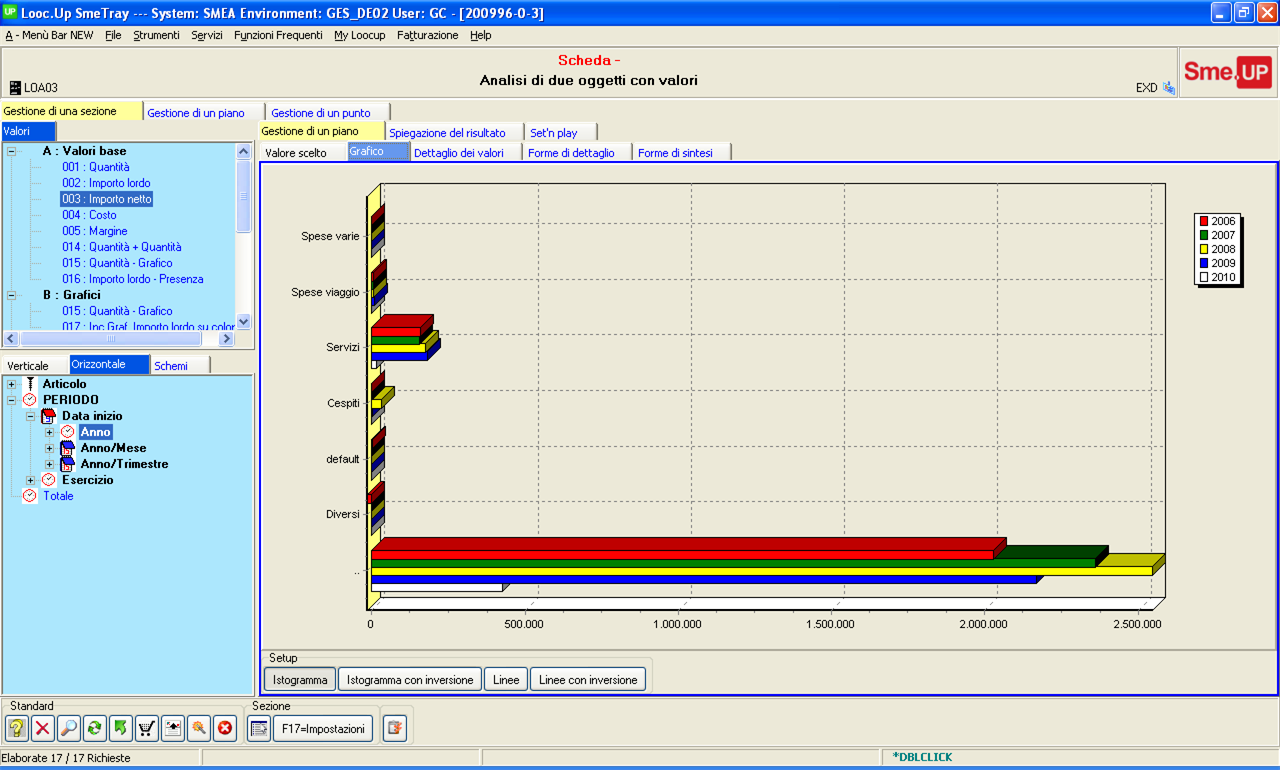 Looc.Up SmeTray --- System: SMEA Environment: GES_DE02 User: GC - [200996-0-3]
A - Menù Bar NEW File Strumenti Servizi Funzioni Frequenti My Loocup Fatturazione Help
Scheda -
Analisi di due oggetti con valori
LOA03
EXD
Sme.UP
Gestione di una sezione Gestione di un piano Gestione di un punto
Valori
A : Valori base
001 : Quantità
002 : Importo lordo
003 : Importo netto
004 : Costo
005 : Margine
014 : Quantità + Quantità
015 : Quantità - Grafico
016 : Importo lordo - Presenza
B : Grafici
015 : Quantità - Grafico
017 : Inc Graf. Importo lordo su color
Verticale Orizzontale Schemi
Articolo
PERIODO
Data inizio
Anno
Anno/Mese
Anno/Trimestre
Esercizio
Totale
Gestione di un piano Spiegazione del risultato Set'n play
Valore scelto Grafico Dettaglio dei valori Forme di dettaglio Forme di sintesi
Spese varie
Spese viaggio
Servizi
Cespiti
default
Diversi
..
0 500.000 1.000.000 1.500.000 2.000.000 2.500.000
2006
2007
2008
2009
2010
Setup
Istogramma Istogramma con inversione Linee Linee con inversione
Standard Sezione
F17=Impostazioni
Elaborate 17 / 17 Richieste
*DBLCLICK